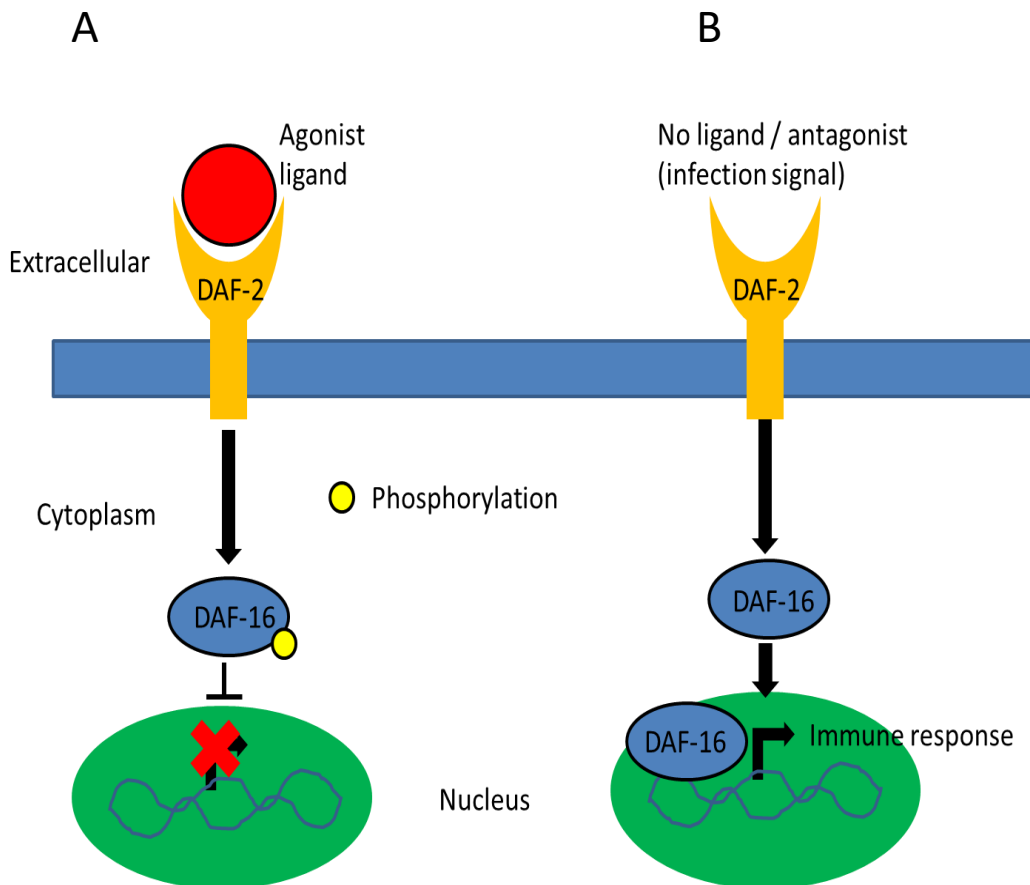 A
B
Agonist
ligand
No ligand / antagonist
(infection signal)
Extracellular
DAF-2
DAF-2
Phosphorylation
Cytoplasm
DAF-16
DAF-16
DAF-16
Immune response
Nucleus